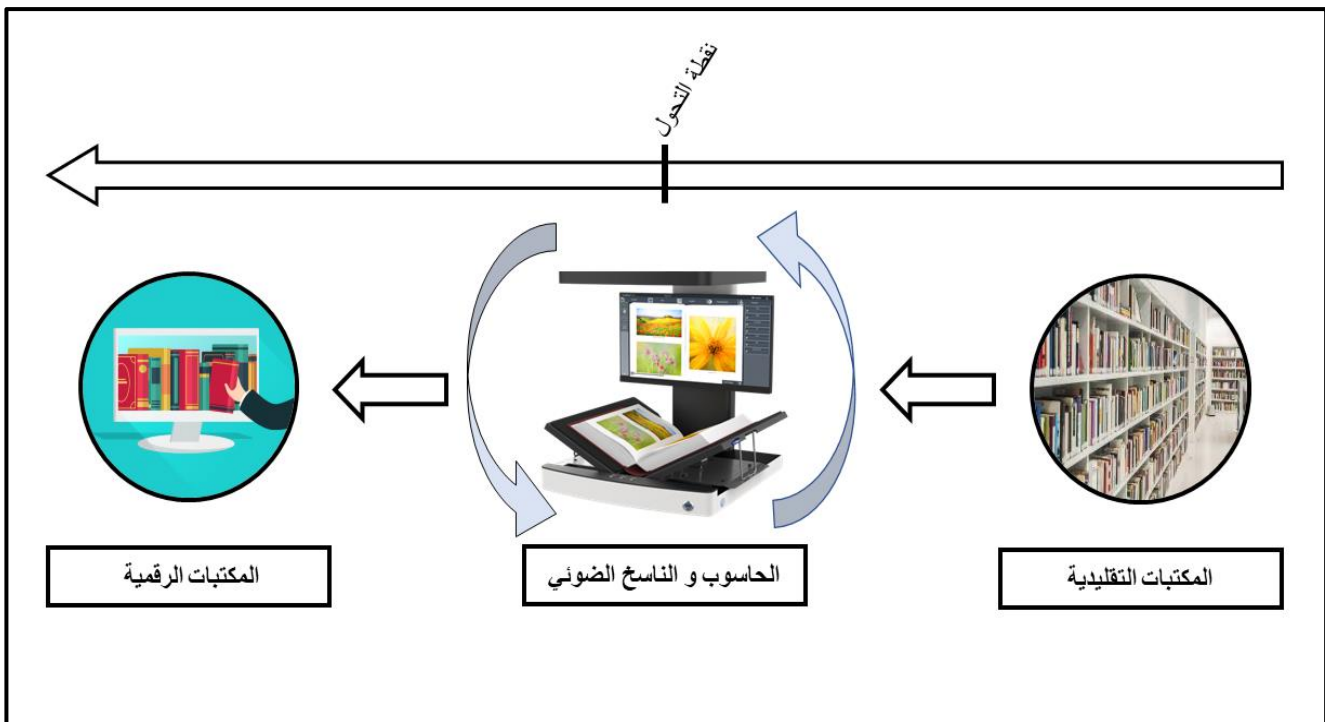 نقطة التحول
المكتبات التقليدية
الحاسوب و الناسخ الضوئي
المكتبات الرقمية